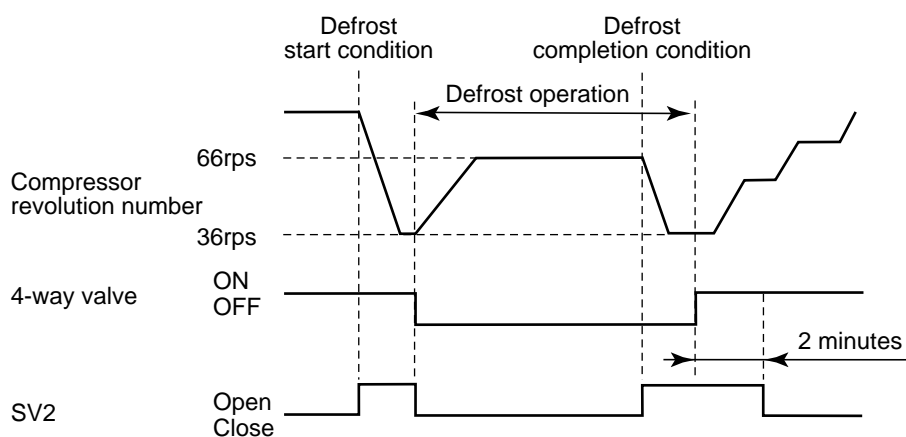 Defrost
start condition
Defrost
completion condition
Defrost operation
66rps
Compressor
revolution number
36rps
4-way valve
ON
OFF
2 minutes
SV2
Open
Close